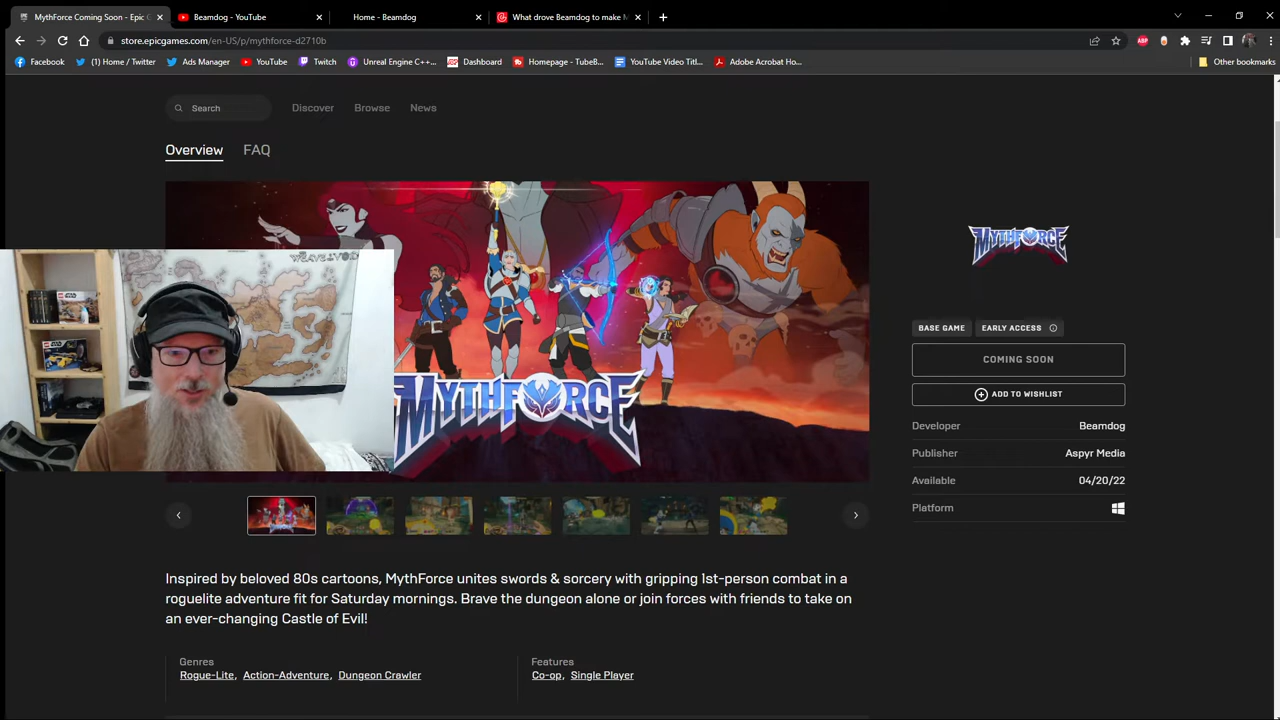 MythForce Coming Soon - Epic G
Beamdog - YouTube
Home - Beamdog
What drove Beamdog to make M
store.epicgames.com/en-US/p/mythforce-d2710b
Facebook
(1) Home / Twitter
Ads Manager
YouTube
Twitch
Unreal Engine C++...
Dashboard
Homepage - TubeB...
YouTube Video Titl...
Adobe Acrobat Ho...
Other bookmarks
Search
Discover
Browse
News
Overview
FAQ
MYTHFORCE
MYTHFORCE
BASE GAME
EARLY ACCESS
COMING SOON
ADD TO WISHLIST
Developer
Beamdog
Publisher
Aspyr Media
Available
04/20/22
Platform
Inspired by beloved 80s cartoons, MythForce unites swords & sorcery with gripping 1st-person combat in a
roguelite adventure fit for Saturday mornings. Brave the dungeon alone or join forces with friends to take on
an ever-changing Castle of Evil!
Genres
Rogue-Lite, Action-Adventure, Dungeon Crawler
Features
Co-op, Single Player